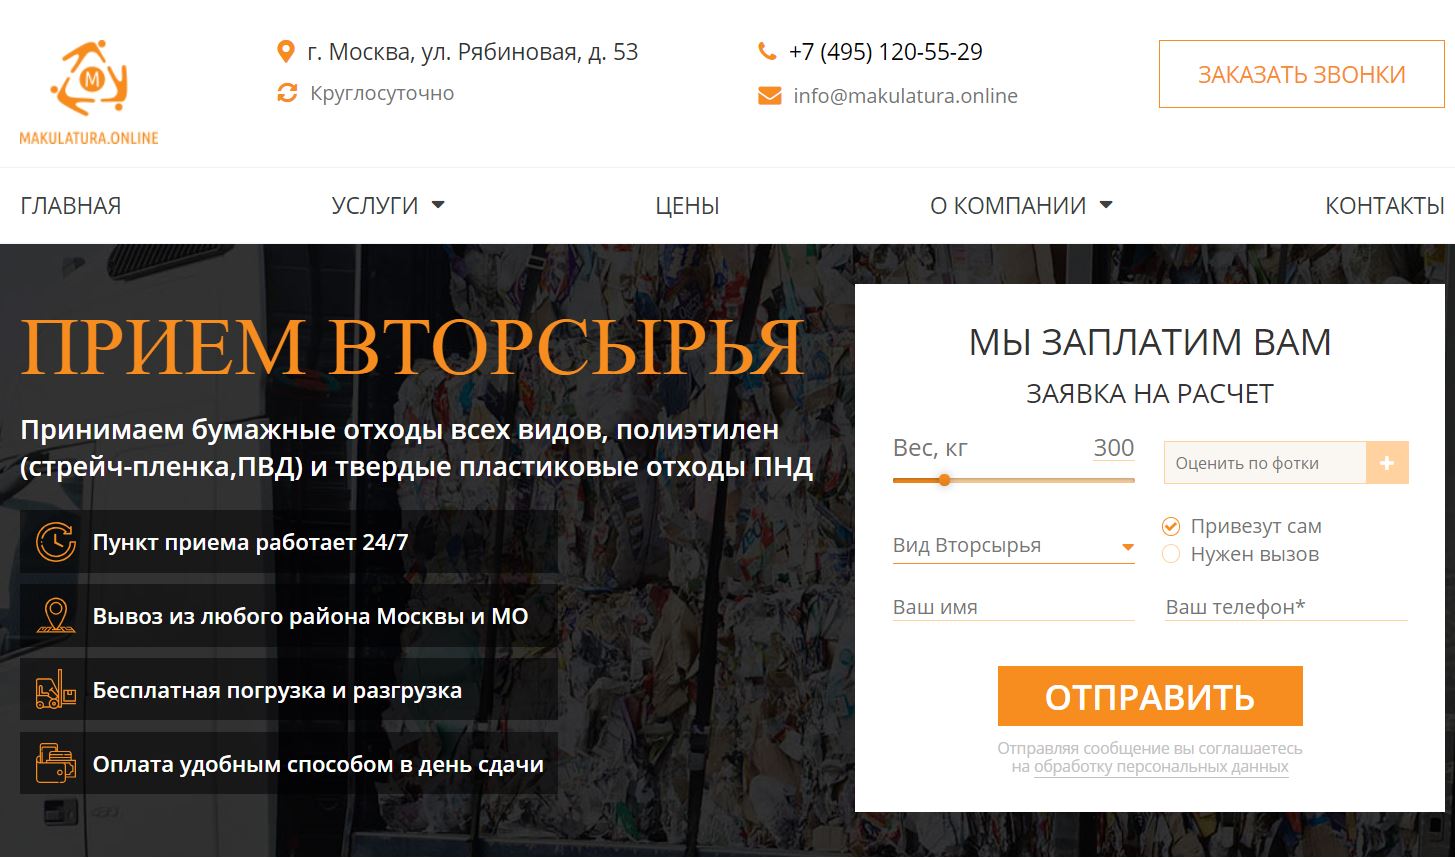 М
MAKULATURA.ONLINE
г. Москва, ул. Рябиновая, д. 53
Круглосуточно
+7 (495) 120-55-29
info@makulatura.online
ЗАКАЗАТЬ ЗВОНКИ
ГЛАВНАЯ
УСЛУГИ
ЦЕНЫ
О КОМПАНИИ
КОНТАКТЫ
ПРИЕМ ВТОРСЫРЬЯ
Принимаем бумажные отходы всех видов, полиэтилен
(стрейч-пленка,ПВД) и твердые пластиковые отходы ПНД
Пункт приема работает 24/7
Вывоз из любого района Москвы и МО
Бесплатная погрузка и разгрузка
Оплата удобным способом в день сдачи
МЫ ЗАПЛАТИМ ВАМ
ЗАЯВКА НА РАСЧЕТ
Вес, кг 300
Оценить по фотки +
Вид Вторсырья
Привезут сам
Нужен вызов
Ваш имя
Ваш телефон*
ОТПРАВИТЬ
Отправляя сообщение вы соглашаетесь
на обработку персональных данных